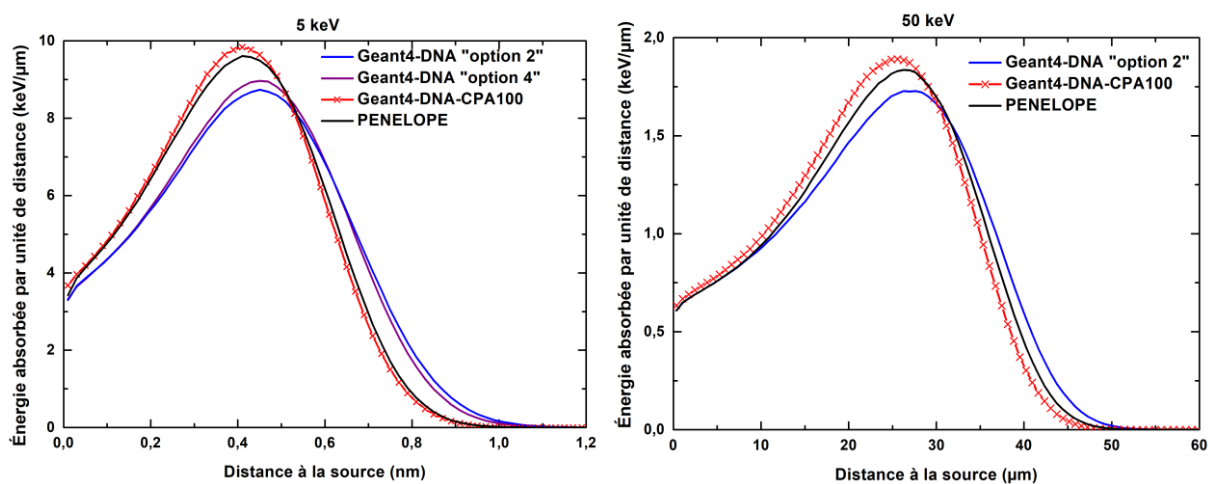 5 keV
Énergie absorbée par unité de distance (keV/µm)
10
8
6
4
2
0
Geant4-DNA "option 2"
Geant4-DNA "option 4"
Geant4-DNA-CPA100
PENELOPE
0,0 0,2 0,4 0,6 0,8 1,0 1,2
Distance à la source (nm)
50 keV
Énergie absorbée par unité de distance (keV/µm)
2,0
1,5
1,0
0,5
0,0
Geant4-DNA "option 2"
Geant4-DNA-CPA100
PENELOPE
0 10 20 30 40 50 60
Distance à la source (µm)